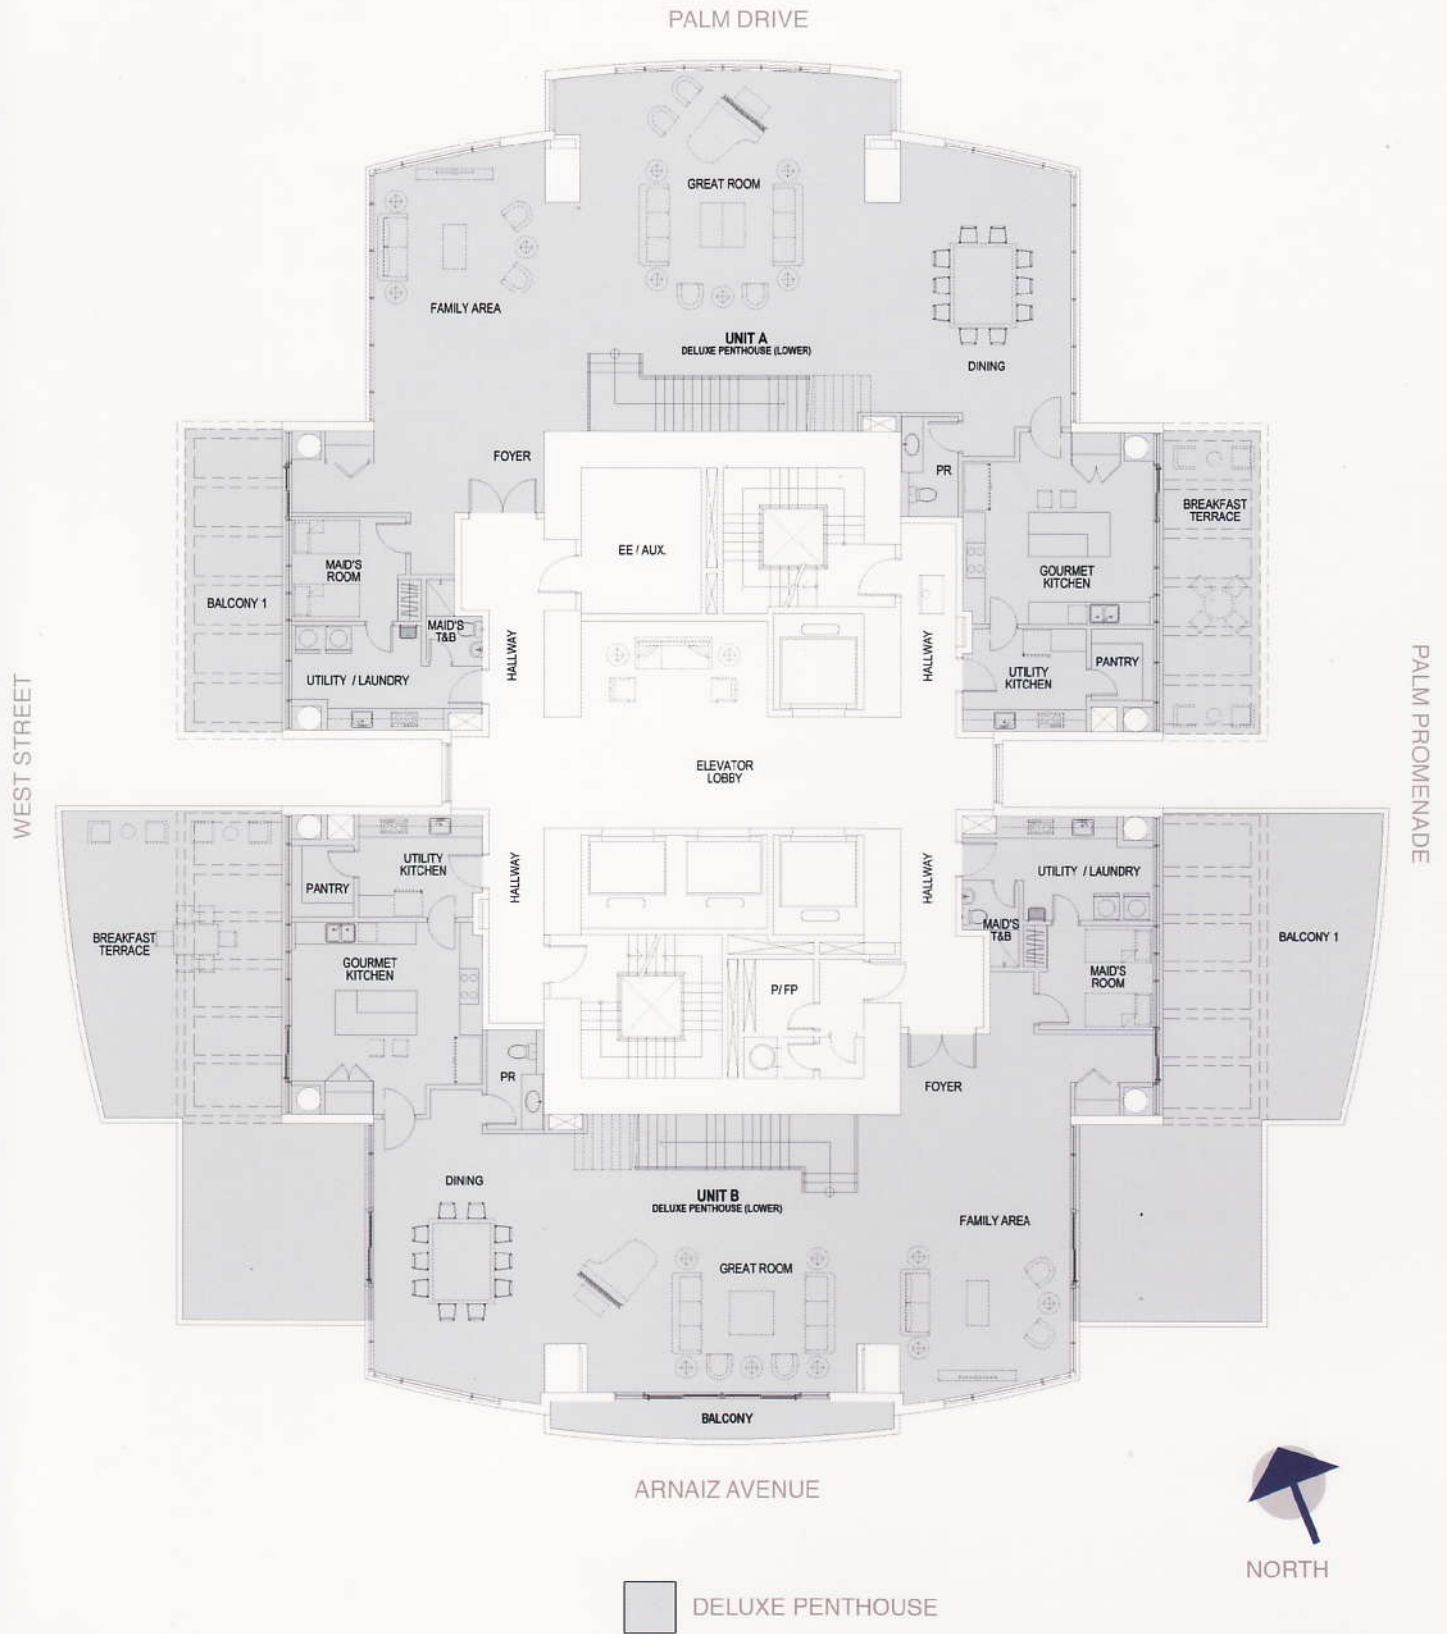 PALM DRIVE
GREAT ROOM
FAMILY AREA
UNIT A
DELUXE PENTHOUSE (LOWER)
DINING
FOYER
PR
EE / AUX.
BREAKFAST
TERRACE
MAID'S
ROOM
GOURMET
KITCHEN
BALCONY 1
MAID'S
T&B
HALLWAY
HALLWAY
UTILITY / LAUNDRY
UTILITY
KITCHEN
PANTRY
WEST STREET
ELEVATOR
LOBBY
PALM PROMENADE
UTILITY
KITCHEN
PANTRY
HALLWAY
HALLWAY
UTILITY / LAUNDRY
BREAKFAST
TERRACE
MAID'S
T&B
BALCONY 1
GOURMET
KITCHEN
P/FP
MAID'S
ROOM
PR
FOYER
DINING
UNIT B
DELUXE PENTHOUSE (LOWER)
FAMILY AREA
GREAT ROOM
BALCONY
ARNAIZ AVENUE
NORTH
DELUXE PENTHOUSE